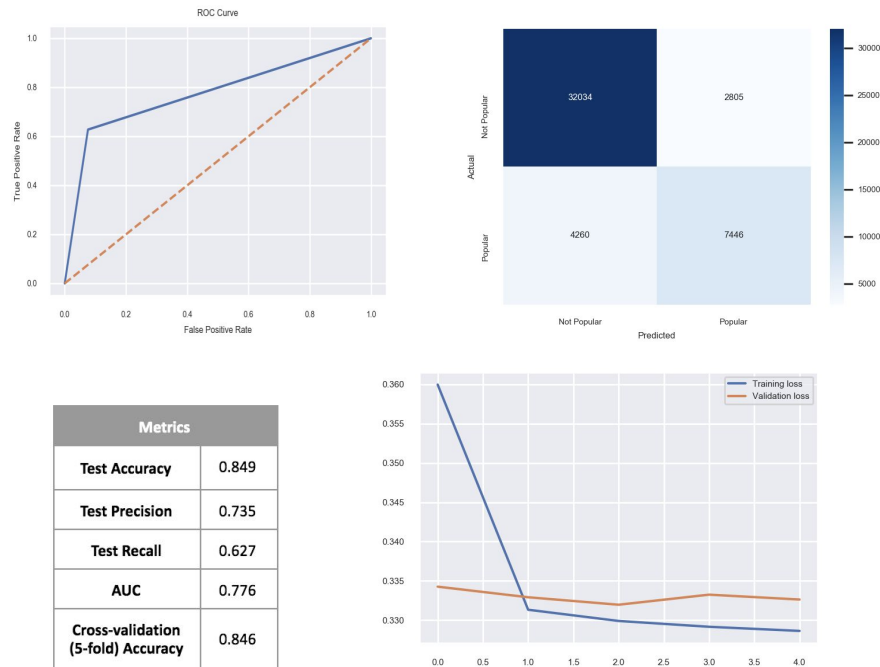 ROC Curve
1.0
0.8
0.6
0.4
0.2
0.0
True Positive Rate
0.0 0.2 0.4 0.6 0.8 1.0
False Positive Rate
Not Popular
Popular
Actual
32034 2805
4260 7446
Not Popular Popular
Predicted
30000
25000
20000
15000
10000
5000
Metrics
Test Accuracy 0.849
Test Precision 0.735
Test Recall 0.627
AUC 0.776
Cross-validation
(5-fold) Accuracy 0.846
Training loss
Validation loss
0.360
0.355
0.350
0.345
0.340
0.335
0.330
0.0 0.5 1.0 1.5 2.0 2.5 3.0 3.5 4.0